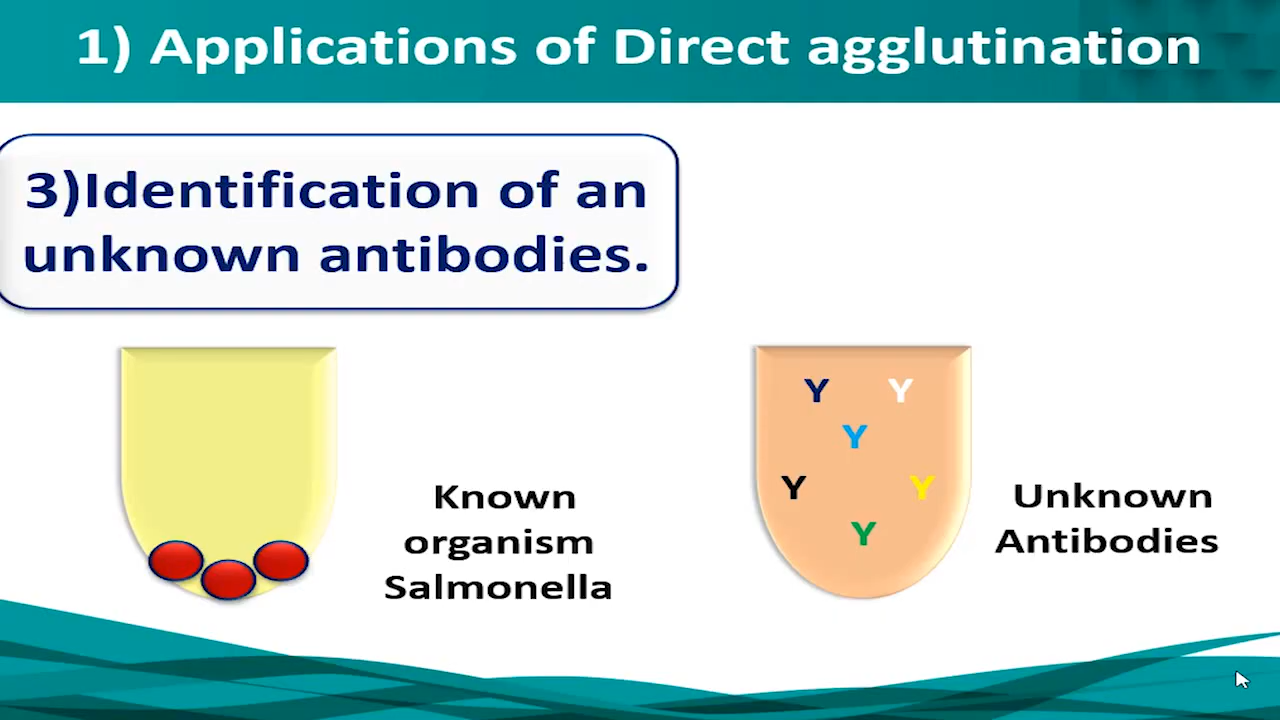 1) Applications of Direct agglutination
3)Identification of an
unknown antibodies.
Y Y
Y
Y Y
Y
Known
organism
Salmonella
Unknown
Antibodies